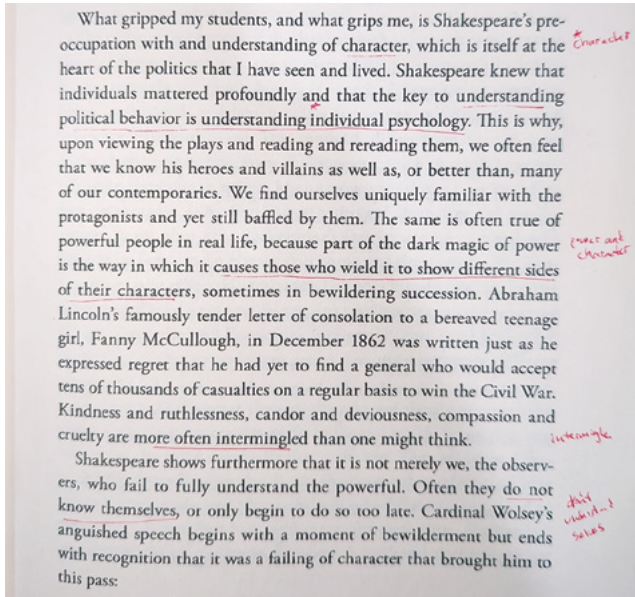 What gripped my students, and what grips me, is Shakespeare's pre-
occupation with and understanding of character, which is itself at the
character
heart of the politics that I have seen and lived. Shakespeare knew that
individuals mattered profoundly and that the key to understanding
political behavior is understanding individual psychology. This is why,
upon viewing the plays and reading and rereading them, we often feel
that we know his heroes and villains as well as, or better than, many
of our contemporaries. We find ourselves uniquely familiar with the
protagonists and yet still baffled by them. The same is often true of
powerful people in real life, because part of the dark magic of power
and
character
is the way in which it causes those who wield it to show different sides
of their characters, sometimes in bewildering succession. Abraham
Lincoln's famously tender letter of consolation to a bereaved teenage
girl, Fanny McCullough, in December 1862 was written just as he
expressed regret that he had yet to find a general who would accept
tens of thousands of casualties on a regular basis to win the Civil War.
Kindness and ruthlessness, candor and deviousness, compassion and
cruelty are more often intermingled than one might think.
intermingle
Shakespeare shows furthermore that it is not merely we, the observ-
ers, who fail to fully understand the powerful. Often they do not
know themselves, or only begin to do so too late. Cardinal Wolsey's
anguished speech begins with a moment of bewilderment but ends
with recognition that it was a failing of character that brought him to
this pass: